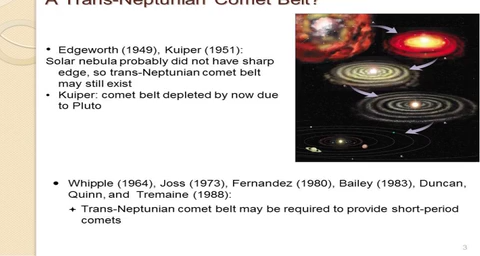 A Trans-Neptunian Comet Belt?
• Edgeworth (1949), Kuiper (1951):
Solar nebula probably did not have sharp
edge, so trans-Neptunian comet belt
may still exist
• Kuiper: comet belt depleted by now due
to Pluto
• Whipple (1964), Joss (1973), Fernandez (1980), Bailey (1983), Duncan,
Quinn, and Tremaine (1988):
+ Trans-Neptunian comet belt may be required to provide short-period
comets
3